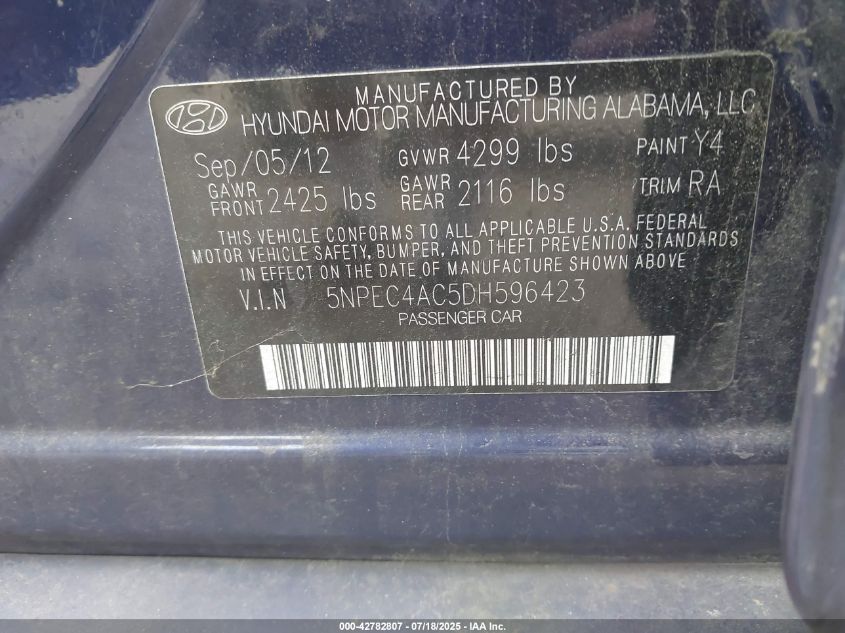 MANUFACTURED BY
HYUNDAI MOTOR MANUFACTURING ALABAMA, LLC
Sep/05/12 GVWR 4299 lbs PAINT Y4
GAWR FRONT 2425 lbs GAWR REAR 2116 lbs /TRIM RA
THIS VEHICLE CONFORMS TO ALL APPLICABLE U.S.A. FEDERAL
MOTOR VEHICLE SAFETY, BUMPER, AND THEFT PREVENTION STANDARDS
IN EFFECT ON THE DATE OF MANUFACTURE SHOWN ABOVE
V.I.N 5NPEC4AC5DH596423
PASSENGER CAR
000-42782807 - 07/18/2025 - IAA Inc.